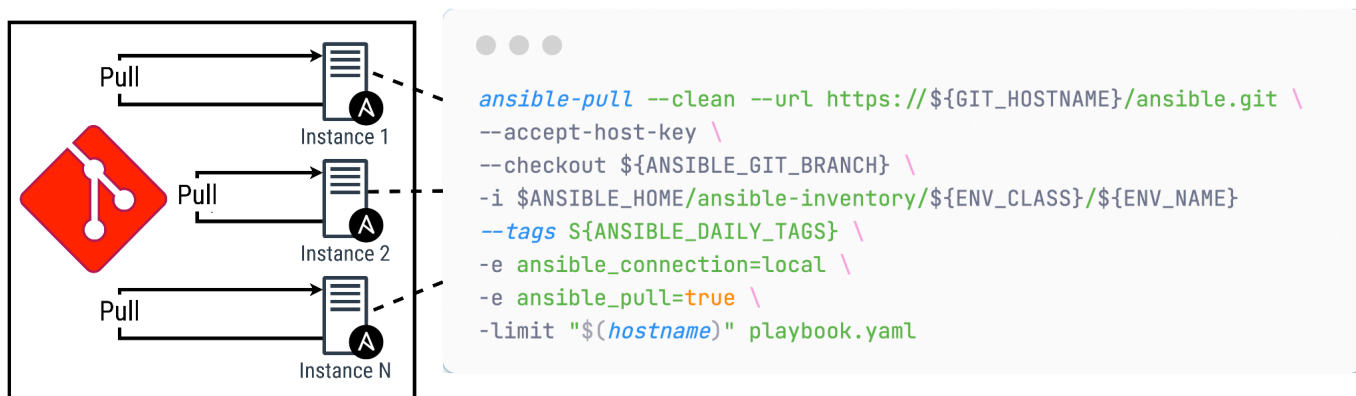 Pull
Instance 1
Pull
Instance 2
Pull
Instance N
ansible-pull --clean --url https://${GIT_HOSTNAME}/ansible.git \
--accept-host-key \
--checkout ${ANSIBLE_GIT_BRANCH} \
-i $ANSIBLE_HOME/ansible-inventory/${ENV_CLASS}/${ENV_NAME}
--tags S{ANSIBLE_DAILY_TAGS} \
-e ansible_connection=local \
-e ansible_pull=true \
-limit "$(hostname)" playbook.yaml